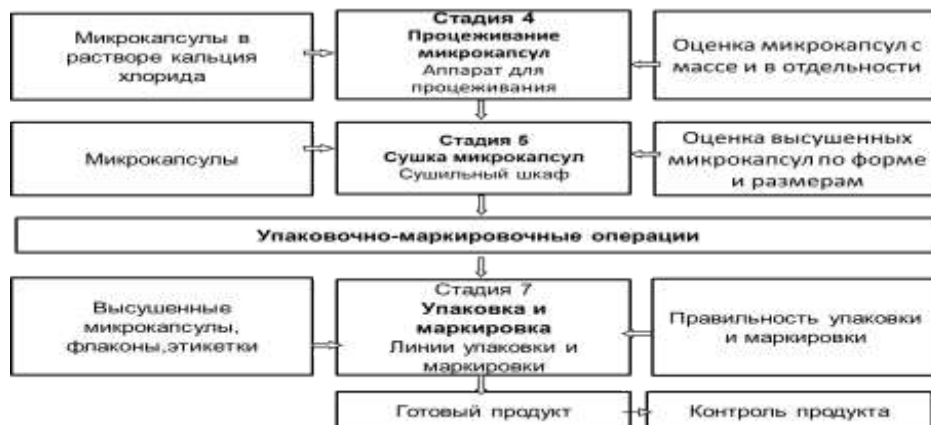 Микрокапсулы в
растворе кальция
хлорида
Стадия 4
Процеживание
микрокапсул
Аппарат для
процеживания
Оценка микрокапсул с
массе и в отдельности
Микрокапсулы
Стадия 5
Сушка микрокапсул
Сушильный шкаф
Оценка высушенных
микрокапсул по форме
и размерам
Упаковочно-маркировочные операции
Высушенные
микрокапсулы,
флаконы,этикетки
Стадия 7
Упаковка и
маркировка
Линии упаковки и
маркировки
Правильность упаковки
и маркировки
Готовый продукт
Контроль продукта